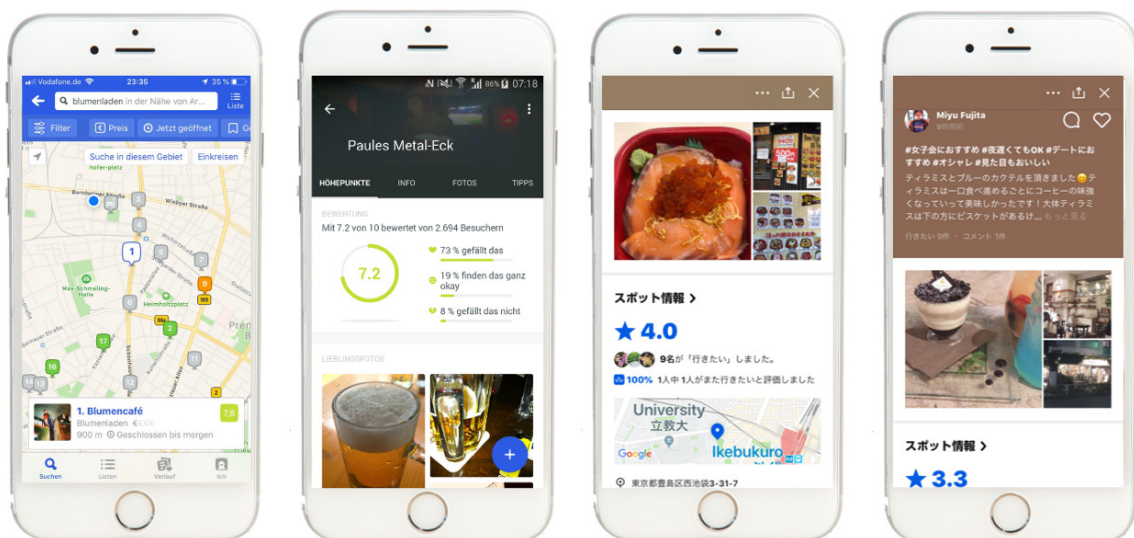 Vodafone.de
23:35
35 %
blumenladen in der Nähe von Ar...
Liste
Filter
Preis
Jetzt geöffnet
Suche in diesem Gebiet
Einkreisen
Wisbyer Straße
1
Max-Schmeling-
Halle
Helmholtzplatz
1. Blumencafé
7,8
Blumenladen €€€€
900 m Geschlossen bis morgen
Suchen
Listen
Verlauf
Ich
86% 07:18
Paules Metal-Eck
HÖHEPUNKTE
INFO
FOTOS
TIPPS
BEWERTUNG
Mit 7.2 von 10 bewertet von 2.694 Besuchern
7.2
73 % gefällt das
19 % finden das ganz
okay
8 % gefällt das nicht
LIEBLINGSFOTOS
スポット情報
4.0
9名が「行きたい」しました。
100% 1人中 1人がまた行きたいと評価しました
University
立教大
Ikebukuro
Google
東京都豊島区西池袋3-31-7
Miyu Fujita
#女子会におすすめ #夜遅くてもOK #デートにお
すすめ #オシャレ #見た目もおいしい
ティラミスとブルーのカクテルを頂きました😊ティ
ラミスは一口食べ進めるごとにコーヒーの味強
くなっていって美味しかったです！大体ティラミ
スは下の方にビスケットがあるけ... もっと見る
行きたい 9件 ・ コメント 1件
スポット情報
3.3